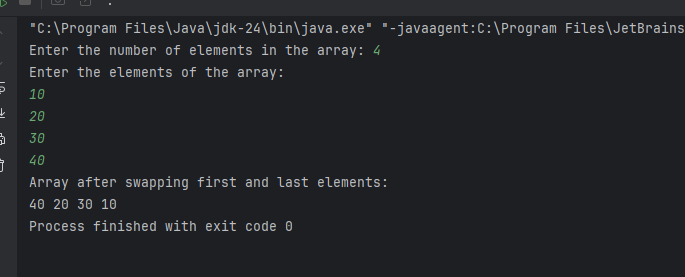 "C:\Program Files\Java\jdk-24\bin\java.exe" "-javaagent:C:\Program Files\JetBrains
Enter the number of elements in the array: 4
Enter the elements of the array:
10
20
30
40
Array after swapping first and last elements:
40 20 30 10
Process finished with exit code 0